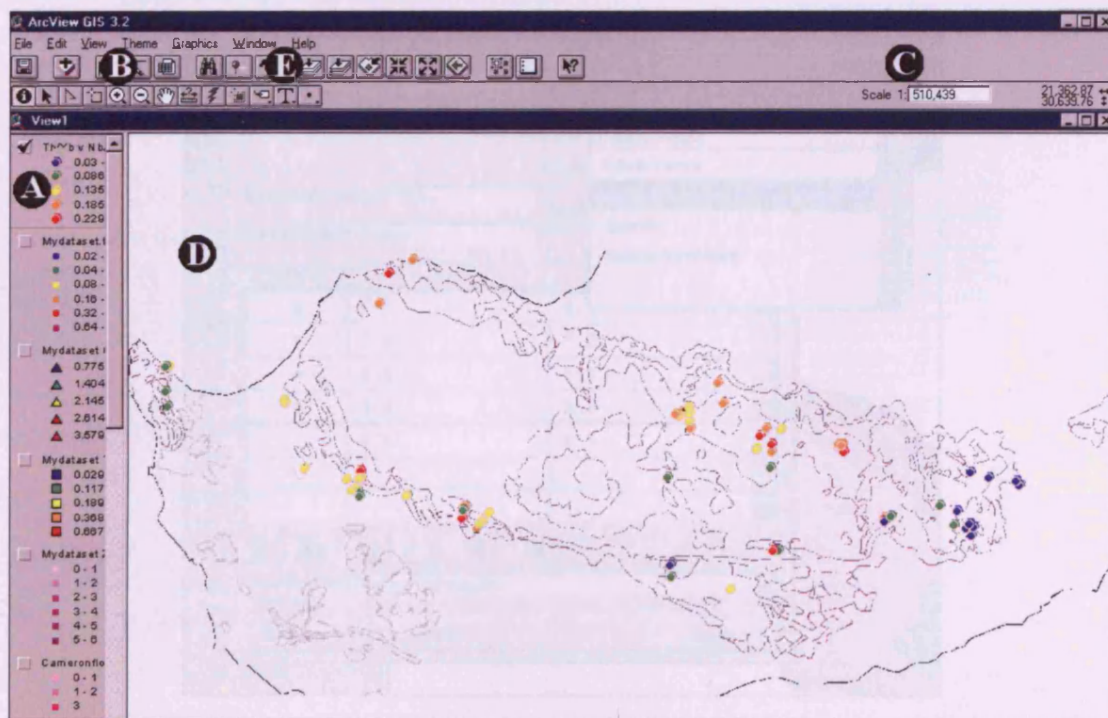 ArcView GIS 3.2
File Edit View Theme Graphics Window Help
B
E
C
Scale 1: 510,439
21,362.87
30,639.76
View1
A
0.03 -
0.086
0.135
0.185
0.229
D
Mydataset
0.02 -
0.04 -
0.08 -
0.16 -
0.32 -
0.64 -
Mydataset
0.775
1.404
2.145
2.614
3.579
Mydataset
0.029
0.117
0.189
0.368
0.667
Mydataset
0 - 1
1 - 2
2 - 3
3 - 4
4 - 5
5 - 6
Cameronflo
0 - 1
1 - 2
3